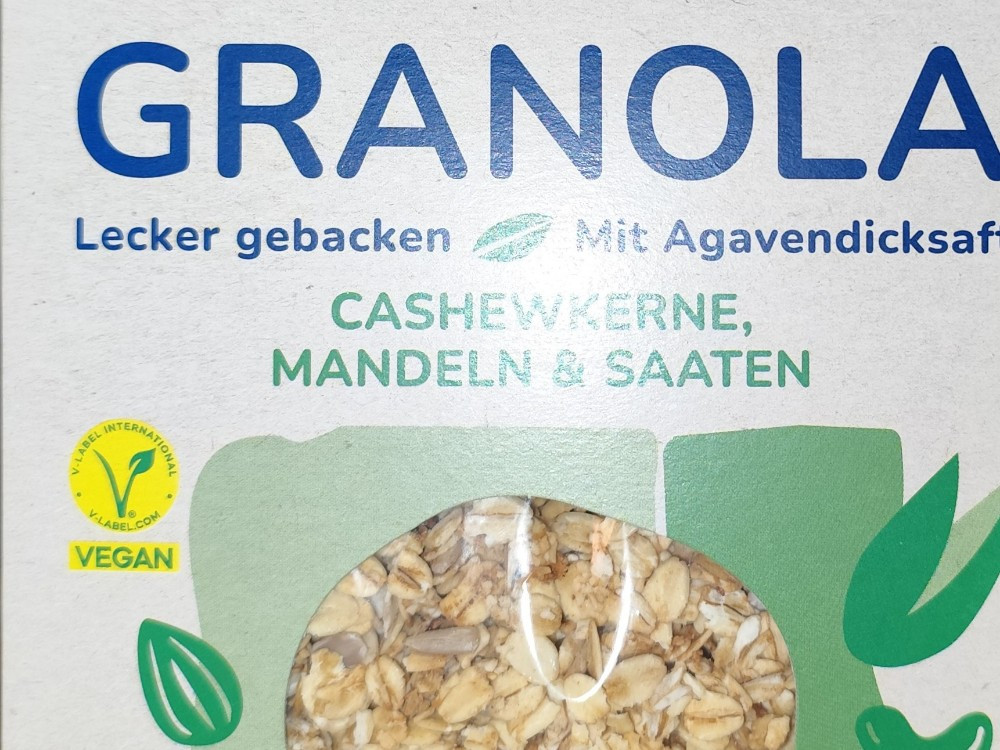 GRANOLA
Lecker gebacken Mit Agavendicksaft
CASHEWKERNE,
MANDELN & SAATEN
V-LABEL INTERNATIONAL
V-LABEL.COM
®
VEGAN